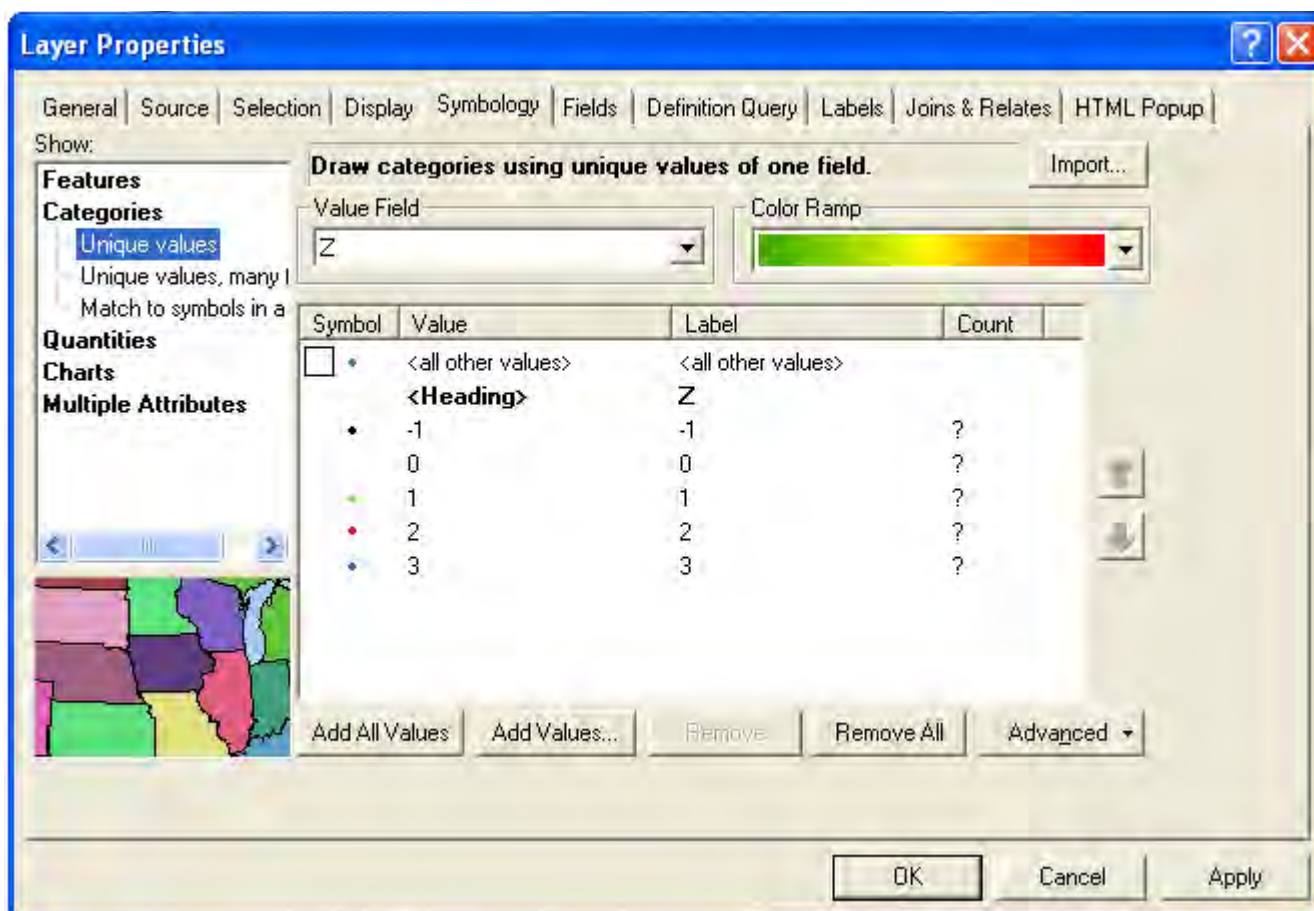 Layer Properties
General Source Selection Display Symbology Fields Definition Query Labels Joins & Relates HTML Popup
Show:
Features
Categories
Unique values
Unique values, many
Match to symbols in a
Quantities
Charts
Multiple Attributes
Draw categories using unique values of one field.
Import...
Value Field
Z
Color Ramp
Symbol Value Label Count
<all other values> <all other values>
<Heading> Z
-1 -1 ?
0 0 ?
1 1 ?
2 2 ?
3 3 ?
Add All Values Add Values... Remove Remove All Advanced
OK Cancel Apply